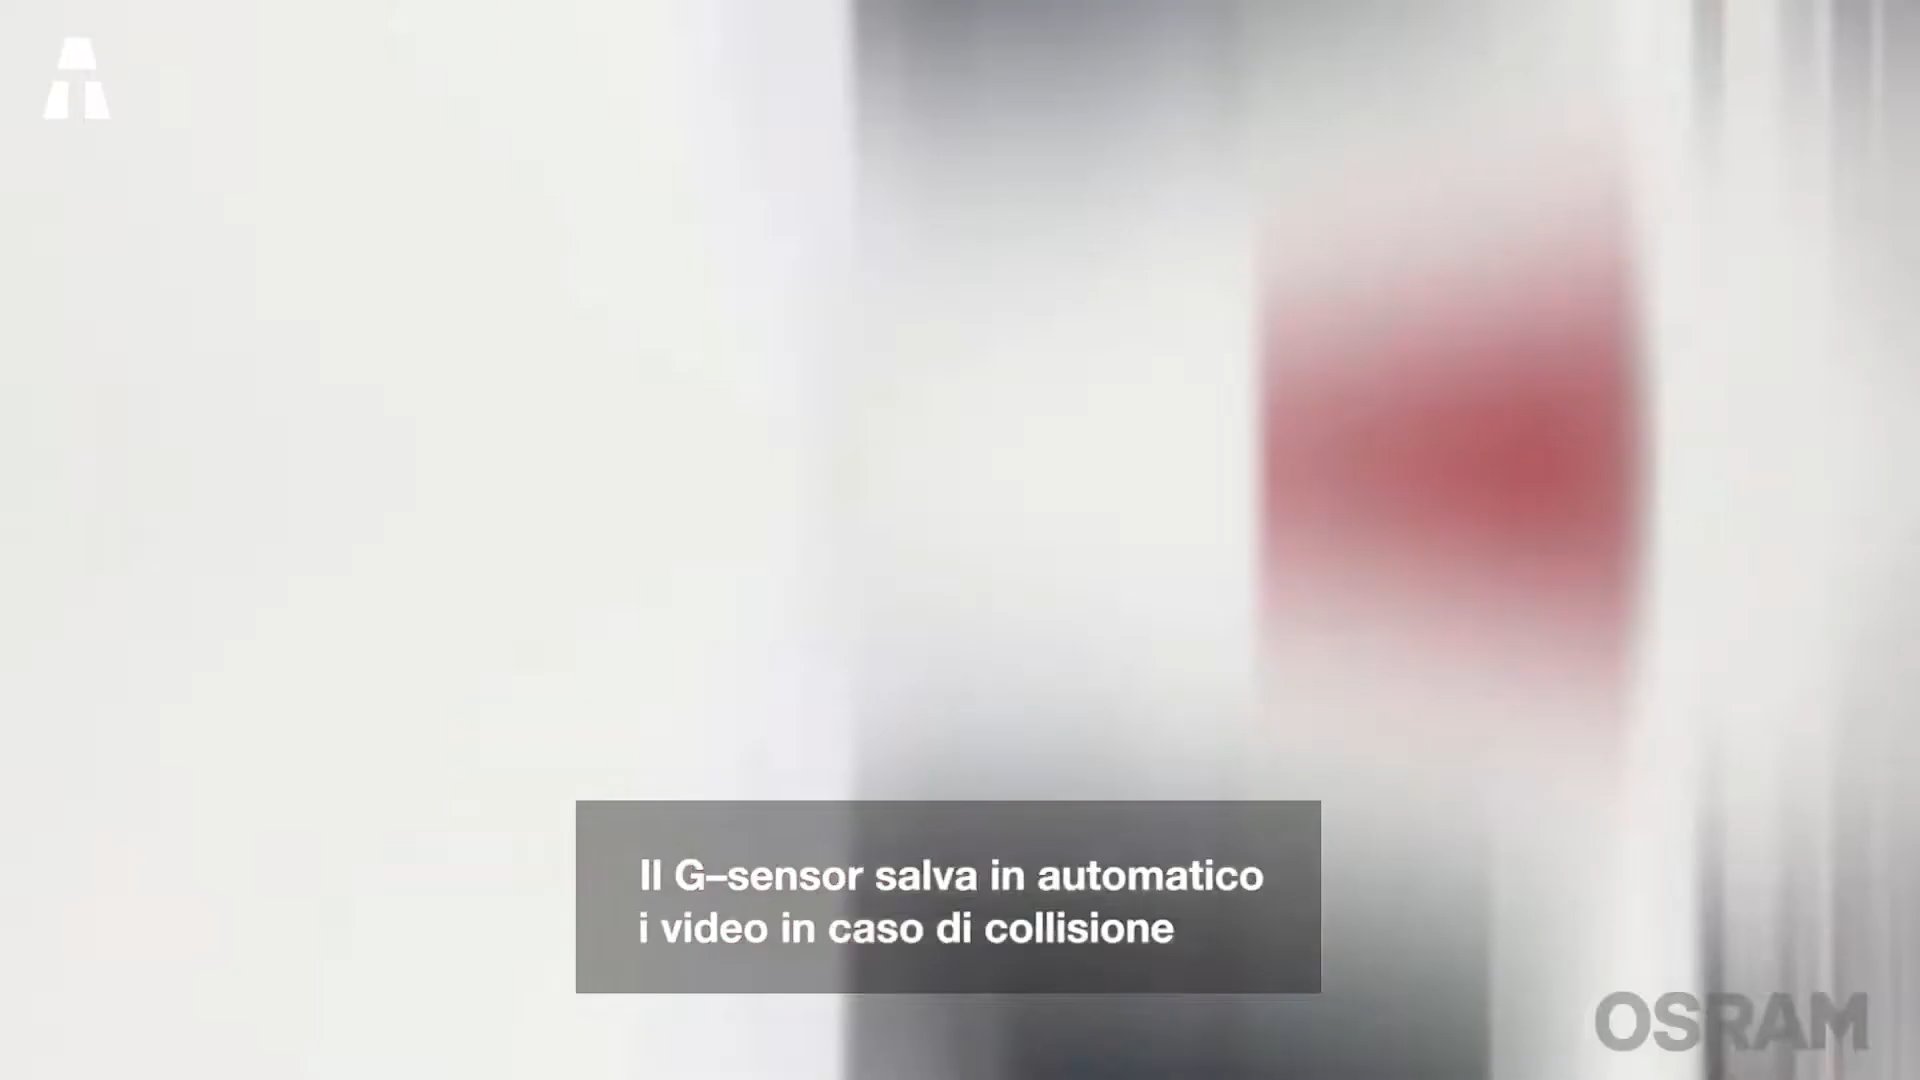 Il G–sensor salva in automatico
i video in caso di collisione
OSRAM